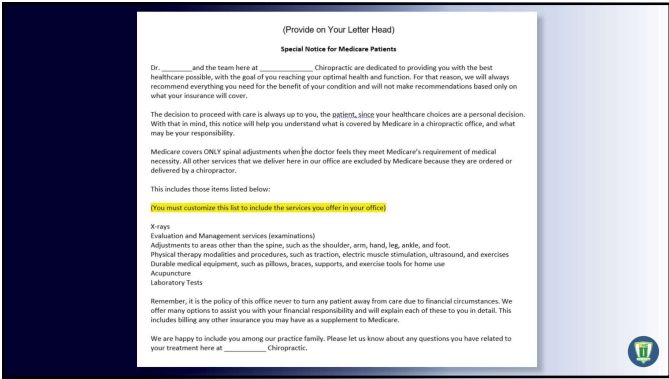 (Provide on Your Letter Head)
Special Notice for Medicare Patients
Dr. ________and the team here at ______________ Chiropractic are dedicated to providing you with the best
healthcare possible, with the goal of you reaching your optimal health and function. For that reason, we will always
recommend everything you need for the benefit of your condition and will not make recommendations based only on
what your insurance will cover.
The decision to proceed with care is always up to you, the patient, since your healthcare choices are a personal decision.
With that in mind, this notice will help you understand what is covered by Medicare in a chiropractic office, and what
may be your responsibility.
Medicare covers ONLY spinal adjustments when the doctor feels they meet Medicare's requirement of medical
necessity. All other services that we deliver here in our office are excluded by Medicare because they are ordered or
delivered by a chiropractor.
This includes those items listed below:
(You must customize this list to include the services you offer in your office)
X-rays
Evaluation and Management services (examinations)
Adjustments to areas other than the spine, such as the shoulder, arm, hand, leg, ankle, and foot.
Physical therapy modalities and procedures, such as traction, electric muscle stimulation, ultrasound, and exercises
Durable medical equipment, such as pillows, braces, supports, and exercise tools for home use
Acupuncture
Laboratory Tests
Remember, it is the policy of this office never to turn any patient away from care due to financial circumstances. We
offer many options to assist you with your financial responsibility and will explain each of these to you in detail. This
includes billing any other insurance you may have as a supplement to Medicare.
We are happy to include you among our practice family. Please let us know about any questions you have related to
your treatment here at ___________ Chiropractic.